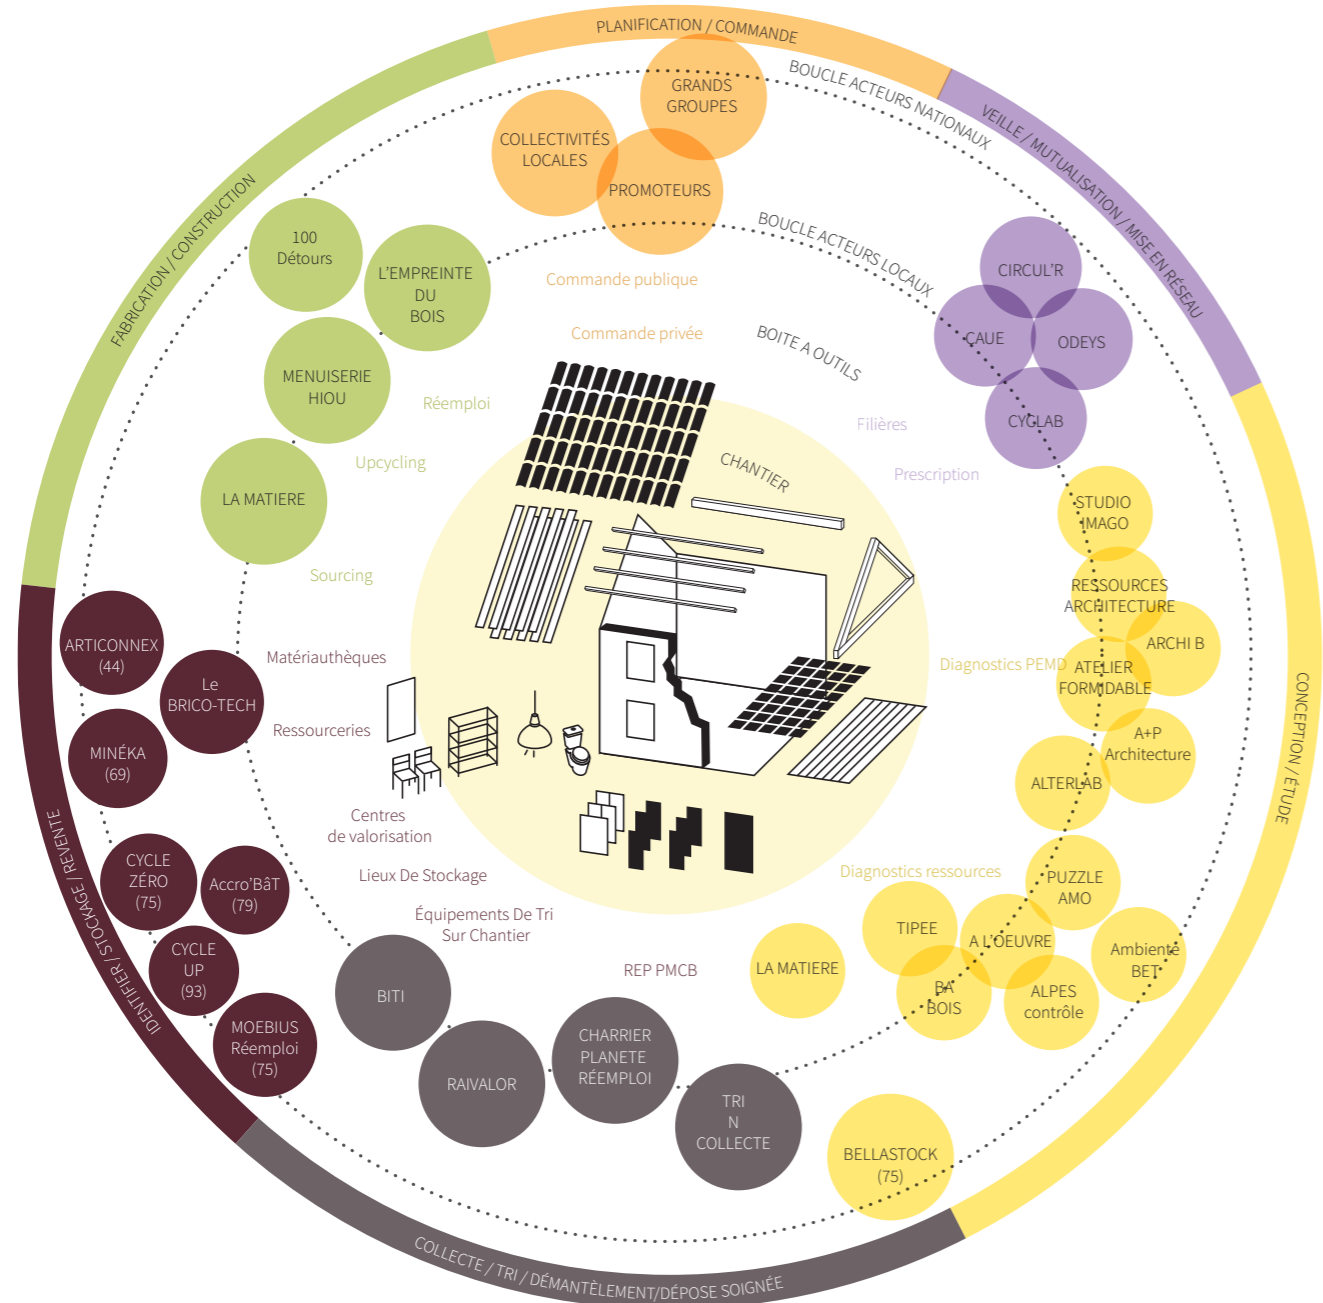 PLANIFICATION / COMMANDE
BOUCLE ACTEURS NATIONAUX
GRANDS
GROUPES
COLLECTIVITÉS
LOCALES
PROMOTEURS
BOUCLE ACTEURS LOCAUX
Commande publique
Commande privée
BOITE A OUTILS
CHANTIER
VEILLE / MUTUALISATION / MISE EN RÉSEAU
CIRCUL'R
CAUE
ODEYS
CYCLAB
Filières
Prescription
CONCEPTION / ÉTUDE
STUDIO
IMAGO
RESSOURCES
ARCHITECTURE
ARCHI B
ATELIER
FORMIDABLE
A+P
Architecture
ALTERLAB
Diagnostics PEMD
Diagnostics ressources
PUZZLE
AMO
TIPEE
A L'OEUVRE
Ambiente
BET
BA
BOIS
ALPES
contrôle
LA MATIERE
BELLASTOCK
(75)
COLLECTE / TRI / DÉMANTÈLEMENT/DÉPOSE SOIGNÉE
REP PMCB
TRI
N
COLLECTE
CHARRIER
PLANETE
RÉEMPLOI
RAIVALOR
BITI
IDENTIFIER / STOCKAGE / REVENTE
Matériauthèques
Ressourceries
Centres
de valorisation
Lieux De Stockage
Équipements De Tri
Sur Chantier
ARTICONNEX
(44)
Le
BRICO-TECH
MINÉKA
(69)
CYCLE
ZÉRO
(75)
Accro'BâT
(79)
CYCLE
UP
(93)
MOEBIUS
Réemploi
(75)
FABRICATION / CONSTRUCTION
100
Détours
L'EMPREINTE
DU
BOIS
MENUISERIE
HIOU
LA MATIERE
Réemploi
Upcycling
Sourcing